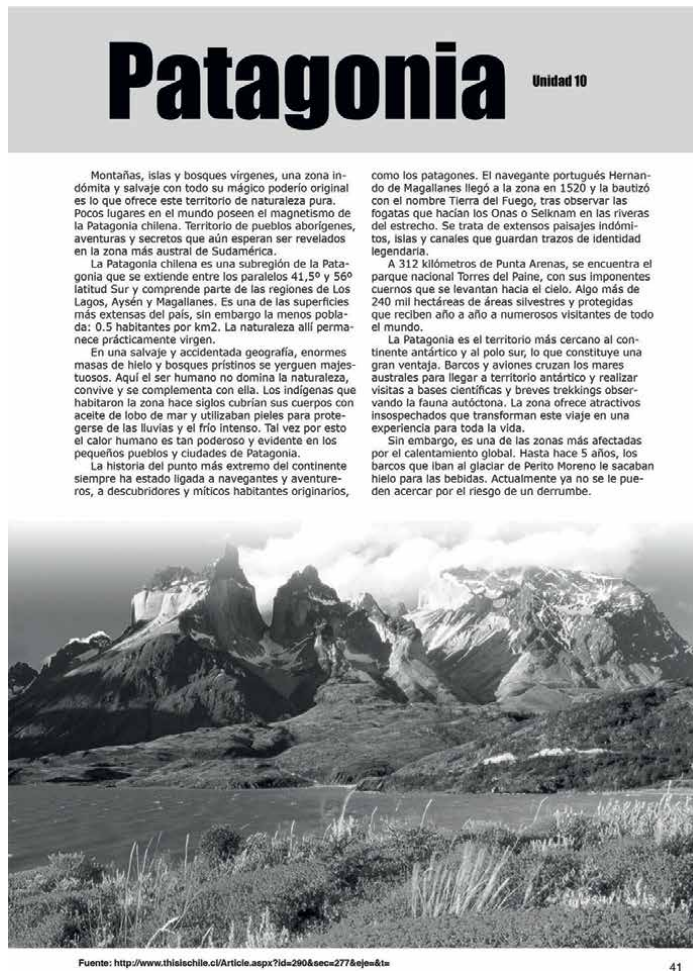 Patagonia
Unidad 10
Montañas, islas y bosques vírgenes, una zona in-
dómita y salvaje con todo su mágico poderío original
es lo que ofrece este territorio de naturaleza pura.
Pocos lugares en el mundo poseen el magnetismo de
la Patagonia chilena. Territorio de pueblos aborígenes,
aventuras y secretos que aún esperan ser revelados
en la zona más austral de Sudamérica.
La Patagonia chilena es una subregión de la Pata-
gonia que se extiende entre los paralelos 41,5º y 56º
latitud Sur y comprende parte de las regiones de Los
Lagos, Aysén y Magallanes. Es una de las superficies
más extensas del país, sin embargo la menos pobla-
da: 0.5 habitantes por km2. La naturaleza allí perma-
nece prácticamente virgen.
En una salvaje y accidentada geografía, enormes
masas de hielo y bosques prístinos se yerguen majes-
tuosos. Aquí el ser humano no domina la naturaleza,
convive y se complementa con ella. Los indígenas que
habitaron la zona hace siglos cubrían sus cuerpos con
aceite de lobo de mar y utilizaban pieles para prote-
gerse de las lluvias y el frío intenso. Tal vez por esto
el calor humano es tan poderoso y evidente en los
pequeños pueblos y ciudades de Patagonia.
La historia del punto más extremo del continente
siempre ha estado ligada a navegantes y aventure-
ros, a descubridores y míticos habitantes originarios,
como los patagones. El navegante portugués Hernan-
do de Magallanes llegó a la zona en 1520 y la bautizó
con el nombre Tierra del Fuego, tras observar las
fogatas que hacían los Onas o Selknam en las riveras
del estrecho. Se trata de extensos paisajes indómi-
tos, islas y canales que guardan trazos de identidad
legendaria.
A 312 kilómetros de Punta Arenas, se encuentra el
parque nacional Torres del Paine, con sus imponentes
cuernos que se levantan hacia el cielo. Algo más de
240 mil hectáreas de áreas silvestres y protegidas
que reciben año a año a numerosos visitantes de todo
el mundo.
La Patagonia es el territorio más cercano al con-
tinente antártico y al polo sur, lo que constituye una
gran ventaja. Barcos y aviones cruzan los mares
australes para llegar a territorio antártico y realizar
visitas a bases científicas y breves trekkings obser-
vando la fauna autóctona. La zona ofrece atractivos
insospechados que transforman este viaje en una
experiencia para toda la vida.
Sin embargo, es una de las zonas más afectadas
por el calentamiento global. Hasta hace 5 años, los
barcos que iban al glaciar de Perito Moreno le sacaban
hielo para las bebidas. Actualmente ya no se le pue-
den acercar por el riesgo de un derrumbe.
Fuente: http://www.thisischile.cl/Article.aspx?id=290&sec=277&eje=&t=
41